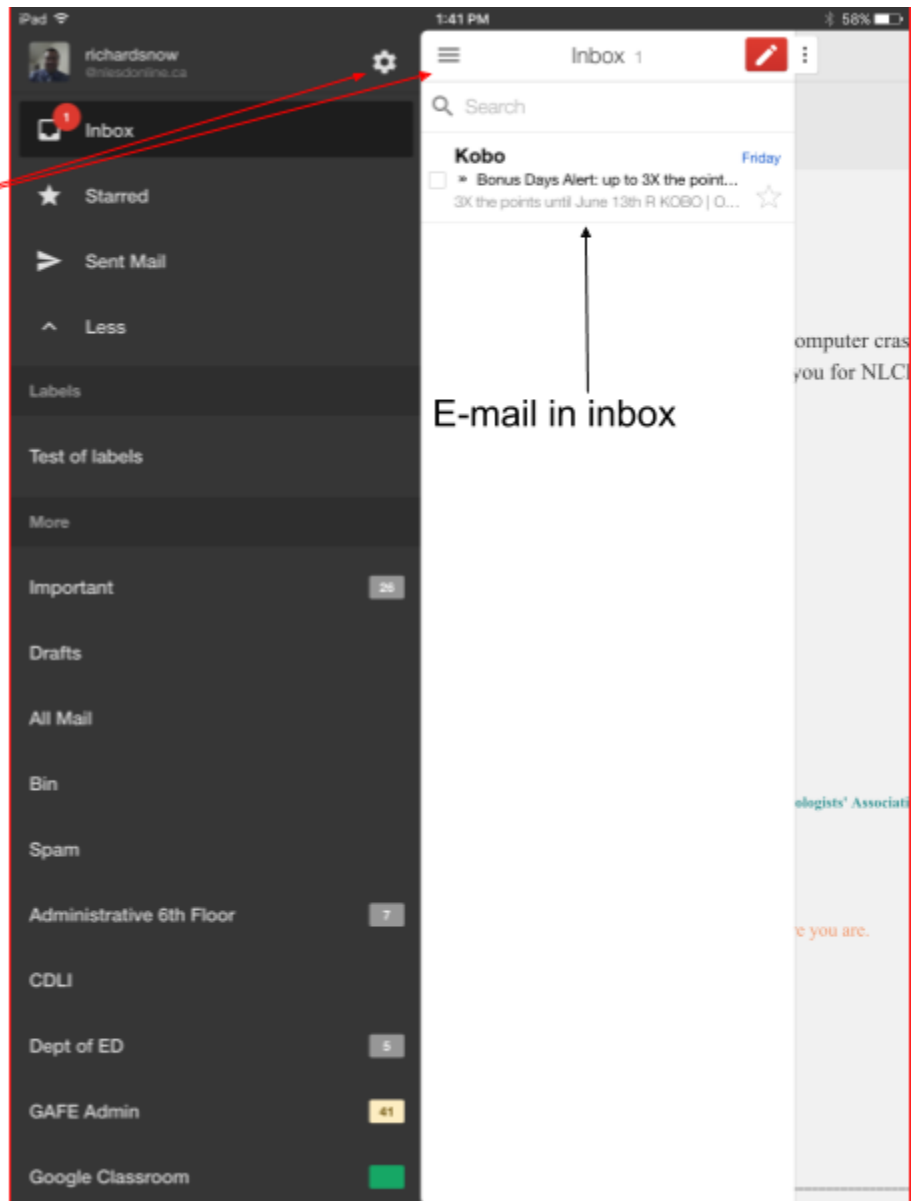 iPad
1:41 PM
58%
richardsnow
@nlesdonline.ca
1
Inbox
Starred
Sent Mail
Less
Labels
Test of labels
More
Important 26
Drafts
All Mail
Bin
Spam
Administrative 6th Floor 7
CDLI
Dept of ED 5
GAFE Admin 41
Google Classroom
Inbox 1
Search
Kobo Friday
» Bonus Days Alert: up to 3X the point...
3X the points until June 13th R KOBO | O...
E-mail in inbox
omputer cras
you for NLC
ologists' Associati
e you are.